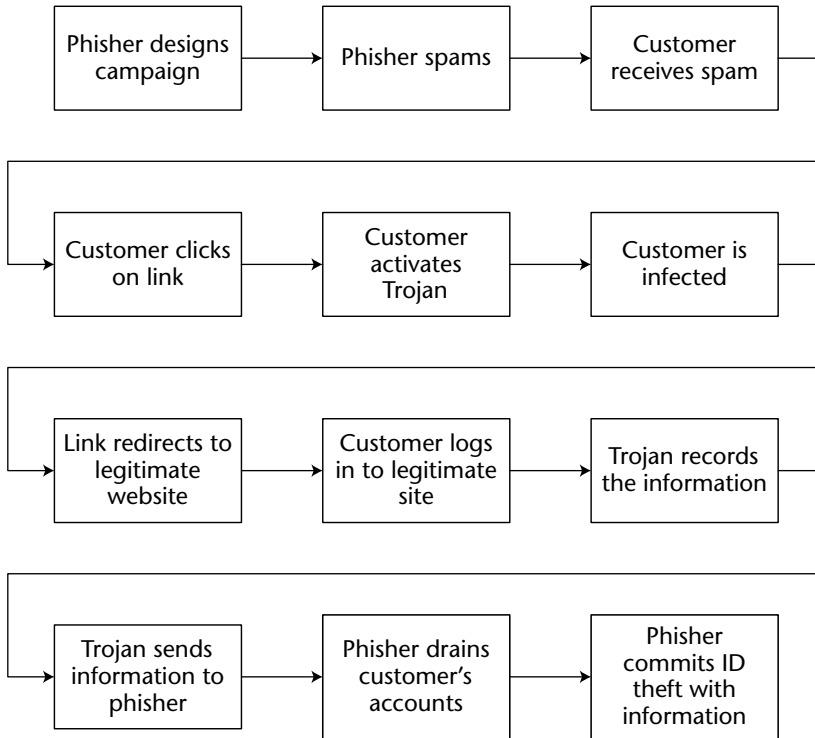 Phisher designs
campaign
Phisher spams
Customer
receives spam
Customer clicks
on link
Customer
activates
Trojan
Customer is
infected
Link redirects to
legitimate
website
Customer logs
in to legitimate
site
Trojan records
the information
Trojan sends
information to
phisher
Phisher drains
customer’s
accounts
Phisher
commits ID
theft with
information